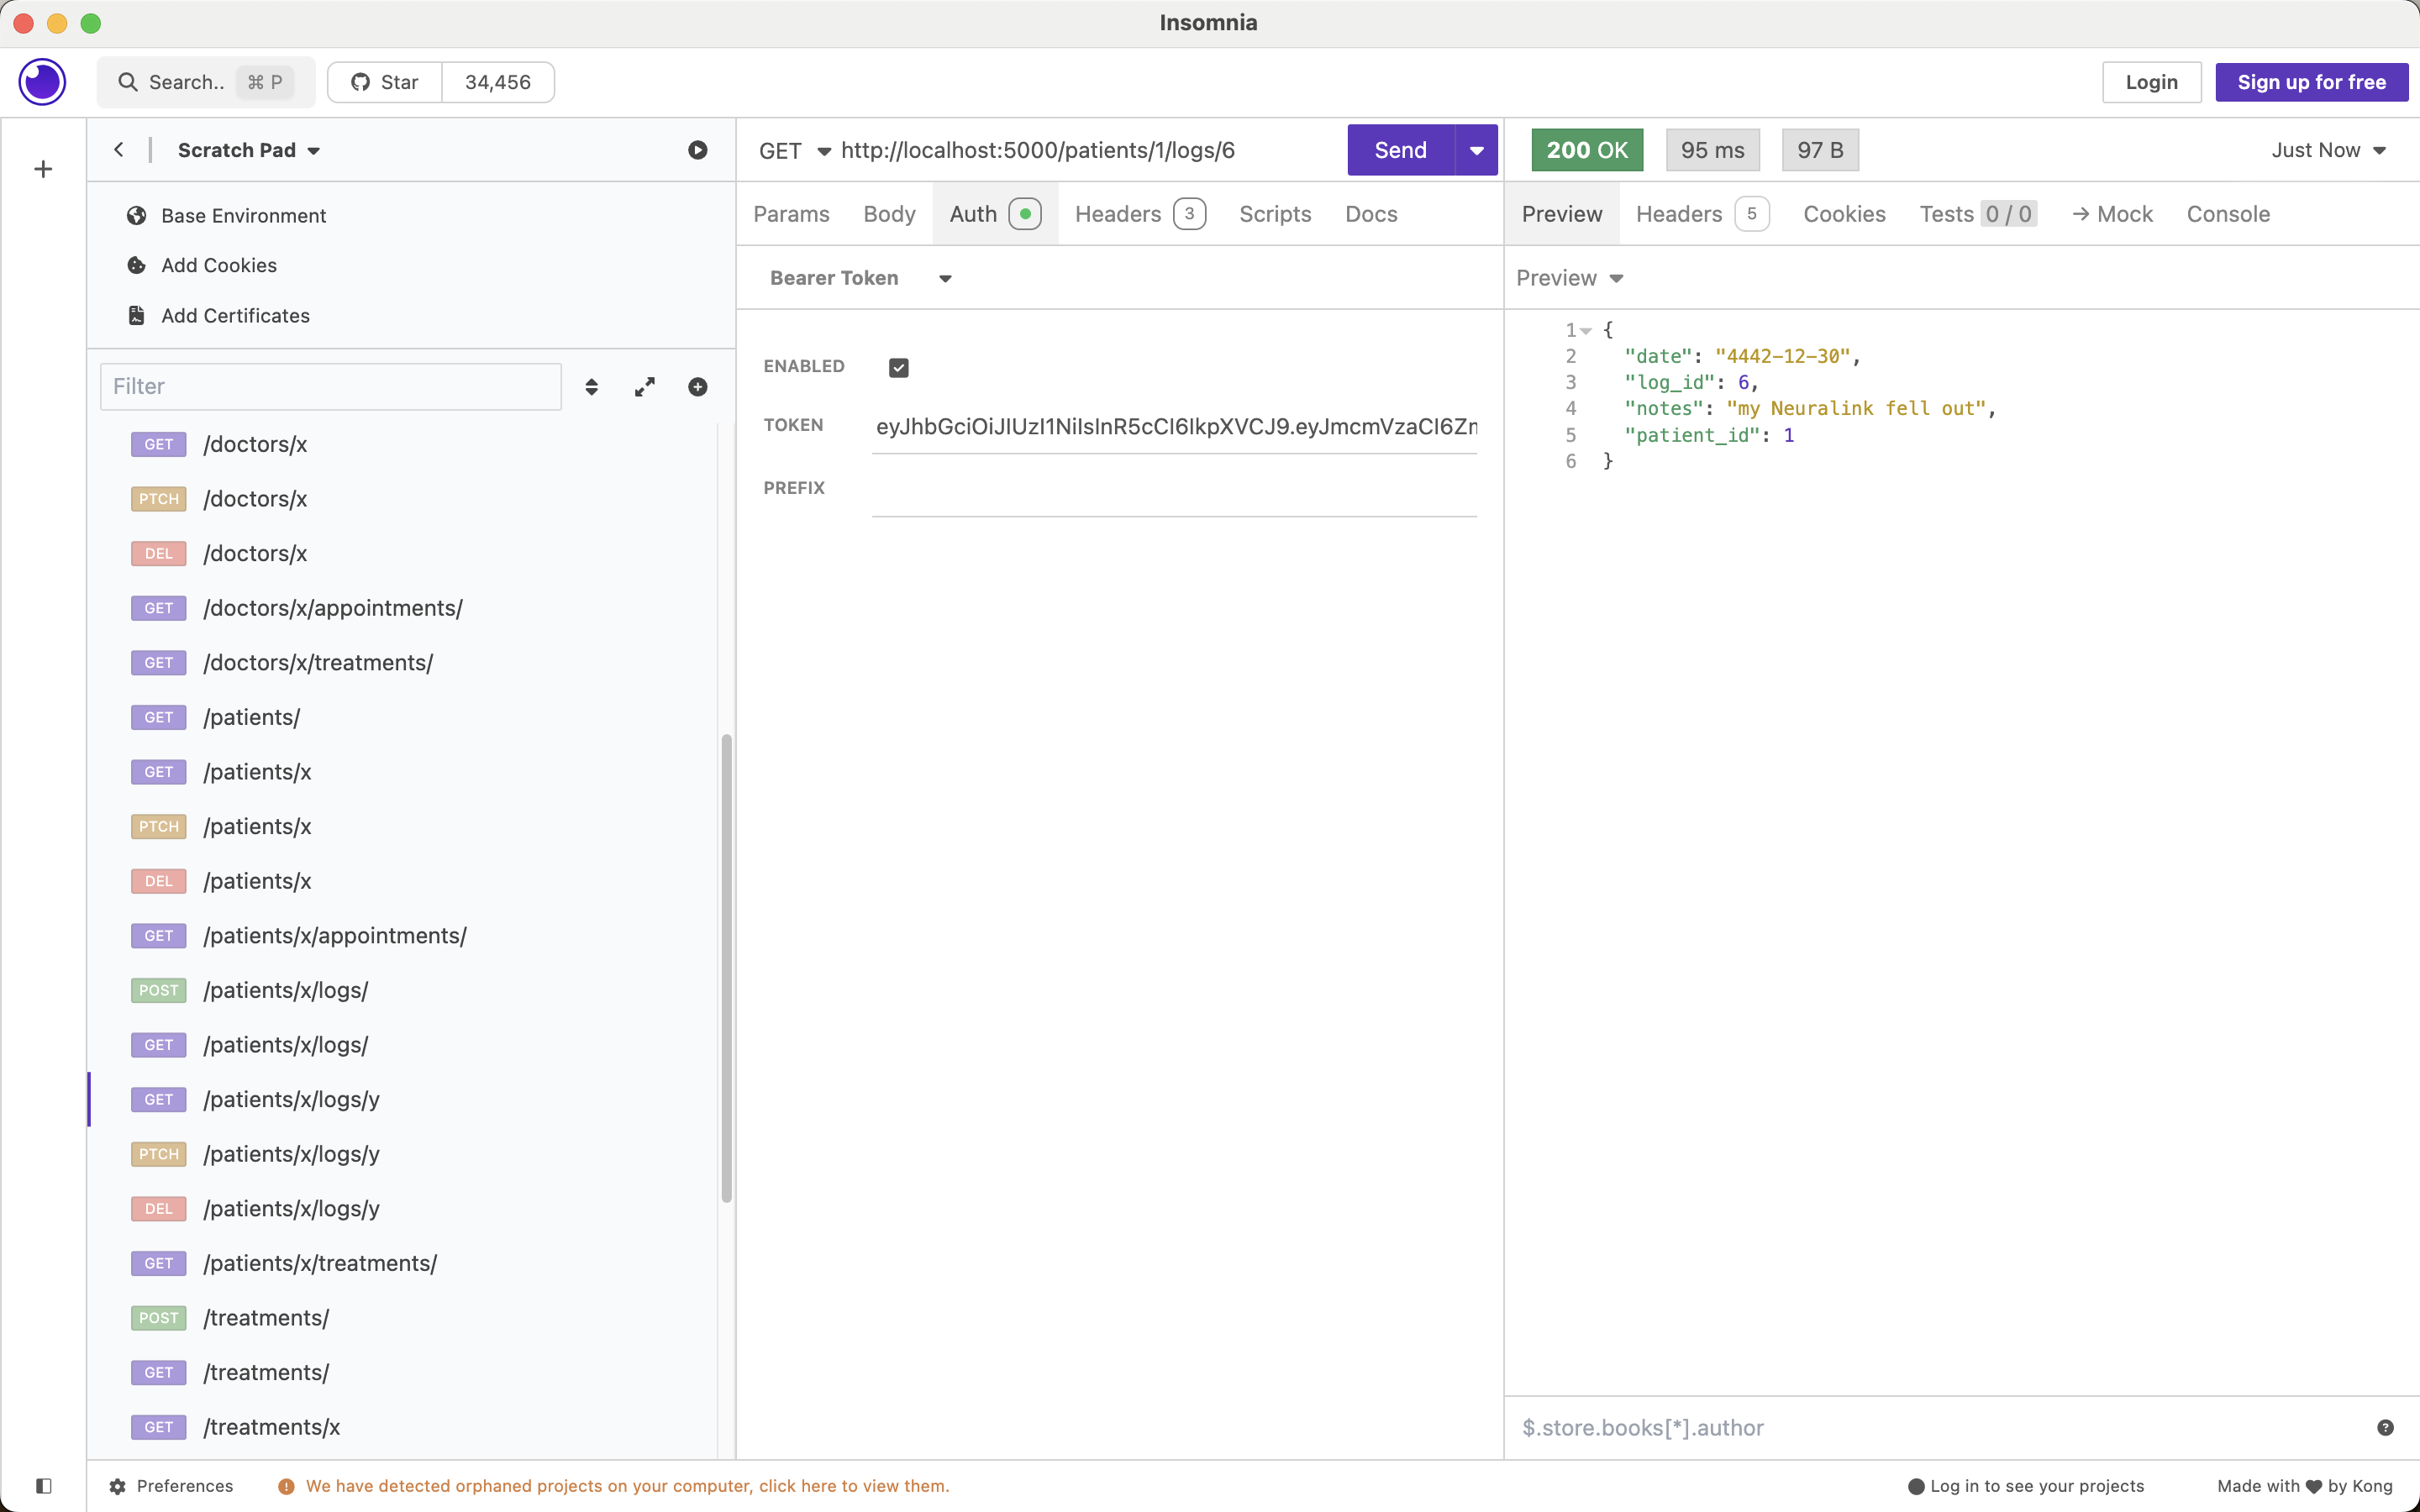 Insomnia
Search.. ⌘ P
Star 34,456
Login
Sign up for free
Scratch Pad
Base Environment
Add Cookies
Add Certificates
Filter
GET /doctors/x
PTCH /doctors/x
DEL /doctors/x
GET /doctors/x/appointments/
GET /doctors/x/treatments/
GET /patients/
GET /patients/x
PTCH /patients/x
DEL /patients/x
GET /patients/x/appointments/
POST /patients/x/logs/
GET /patients/x/logs/
GET /patients/x/logs/y
PTCH /patients/x/logs/y
DEL /patients/x/logs/y
GET /patients/x/treatments/
POST /treatments/
GET /treatments/
GET /treatments/x
GET http://localhost:5000/patients/1/logs/6 Send
Params Body Auth Headers 3 Scripts Docs
Bearer Token
ENABLED
TOKEN
PREFIX
200 OK 95 ms 97 B Just Now
Preview Headers 5 Cookies Tests 0 / 0 → Mock Console
Preview
1 {
2 "date": "4442-12-30",
3 "log_id": 6,
4 "notes": "my Neuralink fell out",
5 "patient_id": 1
6 }
$.store.books[*].author
Preferences
We have detected orphaned projects on your computer, click here to view them.
Log in to see your projects
Made with ♥ by Kong